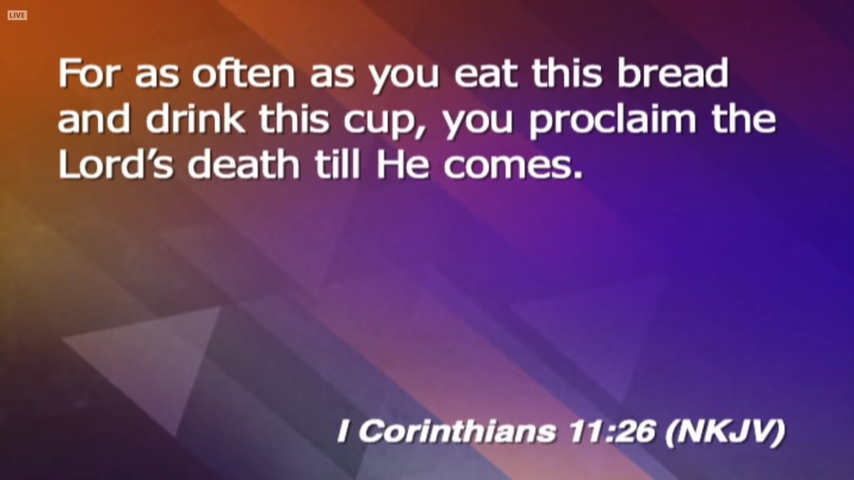 LIVE
For as often as you eat this bread
and drink this cup, you proclaim the
Lord’s death till He comes.
I Corinthians 11:26 (NKJV)